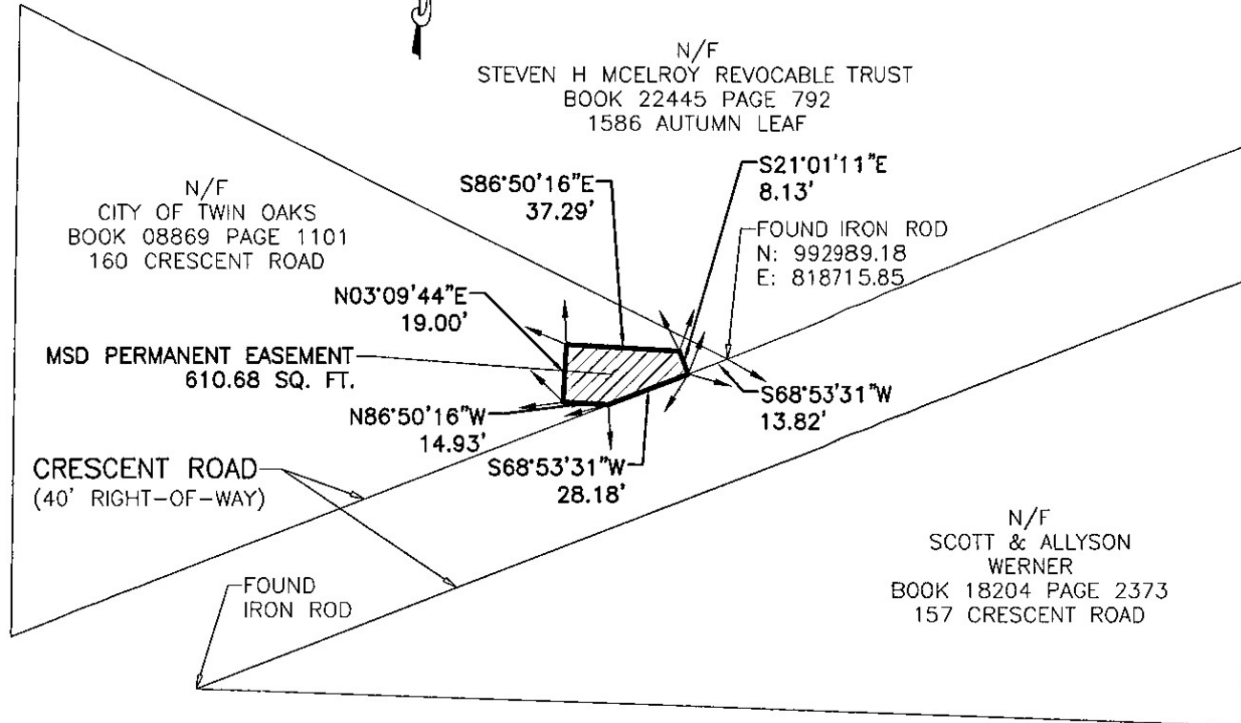 N/F
STEVEN H MCELROY REVOCABLE TRUST
BOOK 22445 PAGE 792
1586 AUTUMN LEAF
N/F
CITY OF TWIN OAKS
BOOK 08869 PAGE 1101
160 CRESCENT ROAD
S86°50'16"E
37.29'
S21°01'11"E
8.13'
FOUND IRON ROD
N: 992989.18
E: 818715.85
N03°09'44"E
19.00'
MSD PERMANENT EASEMENT
610.68 SQ. FT.
N86°50'16"W
14.93'
S68°53'31"W
13.82'
S68°53'31"W
28.18'
CRESCENT ROAD
(40' RIGHT-OF-WAY)
FOUND
IRON ROD
N/F
SCOTT & ALLYSON
WERNER
BOOK 18204 PAGE 2373
157 CRESCENT ROAD